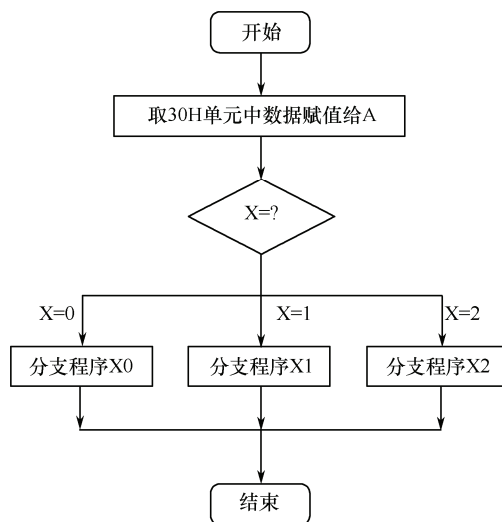 开始
取30H单元中数据赋值给A
X=?
X=0
X=1
X=2
分支程序X0
分支程序X1
分支程序X2
结束